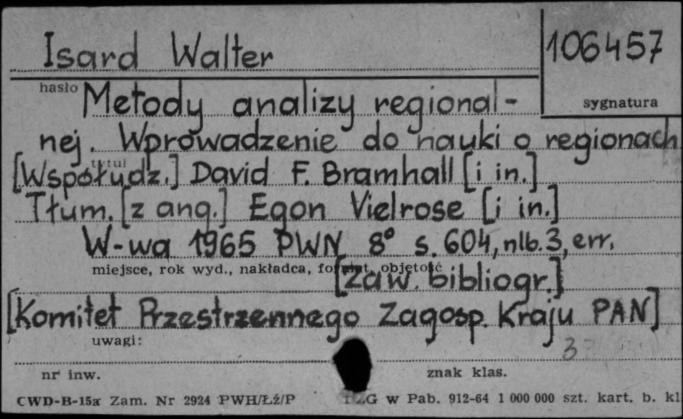 Isard Walter
106457
hasło
sygnatura
Metody analizy regional-
nej. Wprowadzenie do nauki o regionach
tytuł
[Współudz.] David F. Bramhall [i in.]
Tłum. [z ang.] Egon Vielrose [i in.]
W-wa 1965 PWN 8° s. 604, nlb. 3, err.
miejsce, rok wyd., nakładca, format, objętość
[Zaw. bibliogr.]
[Komitet Przestrzennego Zagosp. Kraju PAN]
uwagi:
3
nr inw.
znak klas.
CWD-B-15a Zam. Nr 2924 PWH/Łż/P
w Pab. 912-64 1 000 000 szt. kart. b. kl